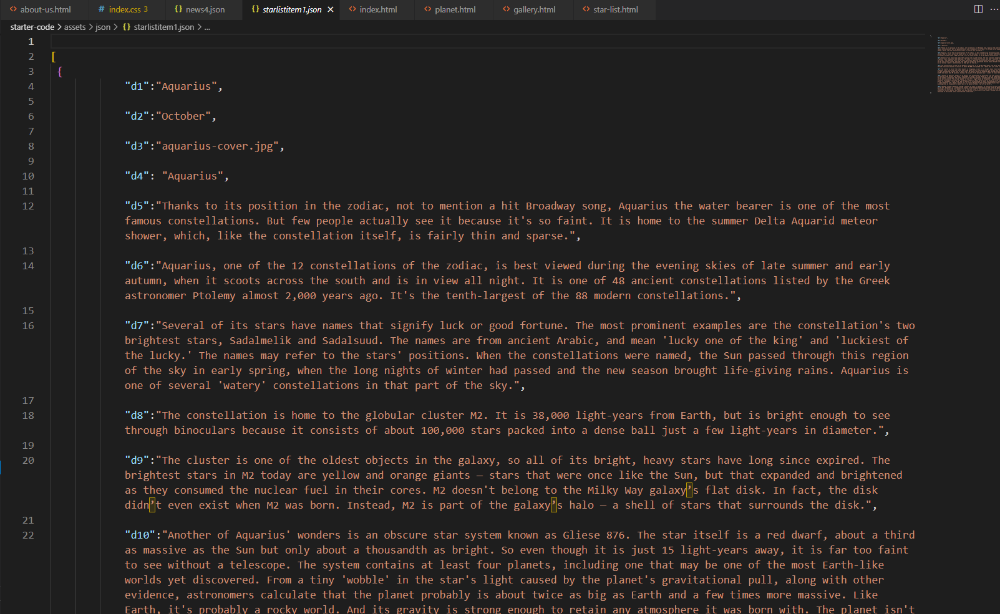 about-us.html # index.css 3 {} news4.json {} starlistitem1.json × <> index.html <> planet.html <> gallery.html <> star-list.html
starter-code > assets > json > {} starlistitem1.json > ...
1
2 [
3 {
4 "d1":"Aquarius",
5
6 "d2":"October",
7
8 "d3":"aquarius-cover.jpg",
9
10 "d4": "Aquarius",
11
12 "d5":"Thanks to its position in the zodiac, not to mention a hit Broadway song, Aquarius the water bearer is one of the most
famous constellations. But few people actually see it because it's so faint. It is home to the summer Delta Aquarid meteor
shower, which, like the constellation itself, is fairly thin and sparse.",
13
14 "d6":"Aquarius, one of the 12 constellations of the zodiac, is best viewed during the evening skies of late summer and early
autumn, when it scoots across the south and is in view all night. It is one of 48 ancient constellations listed by the Greek
astronomer Ptolemy almost 2,000 years ago. It's the tenth-largest of the 88 modern constellations.",
15
16 "d7":"Several of its stars have names that signify luck or good fortune. The most prominent examples are the constellation's two
brightest stars, Sadalmelik and Sadalsuud. The names are from ancient Arabic, and mean 'lucky one of the king' and 'luckiest of
the lucky.' The names may refer to the stars' positions. When the constellations were named, the Sun passed through this region
of the sky in early spring, when the long nights of winter had passed and the new season brought life-giving rains. Aquarius is
one of several 'watery' constellations in that part of the sky.",
17
18 "d8":"The constellation is home to the globular cluster M2. It is 38,000 light-years from Earth, but is bright enough to see
through binoculars because it consists of about 100,000 stars packed into a dense ball just a few light-years in diameter.",
19
20 "d9":"The cluster is one of the oldest objects in the galaxy, so all of its bright, heavy stars have long since expired. The
brightest stars in M2 today are yellow and orange giants — stars that were once like the Sun, but that expanded and brightened
as they consumed the nuclear fuel in their cores. M2 doesn't belong to the Milky Way galaxy’s flat disk. In fact, the disk
didn’t even exist when M2 was born. Instead, M2 is part of the galaxy’s halo — a shell of stars that surrounds the disk.",
21
22 "d10":"Another of Aquarius' wonders is an obscure star system known as Gliese 876. The star itself is a red dwarf, about a third
as massive as the Sun but only about a thousandth as bright. So even though it is just 15 light-years away, it is far too faint
to see without a telescope. The system contains at least four planets, including one that may be one of the most Earth-like
worlds yet discovered. From a tiny 'wobble' in the star's light caused by the planet's gravitational pull, along with other
evidence, astronomers calculate that the planet probably is about twice as big as Earth and a few times more massive. Like
Earth, it's probably a rocky world. And its gravity is strong enough to retain any atmosphere it was born with. The planet isn't